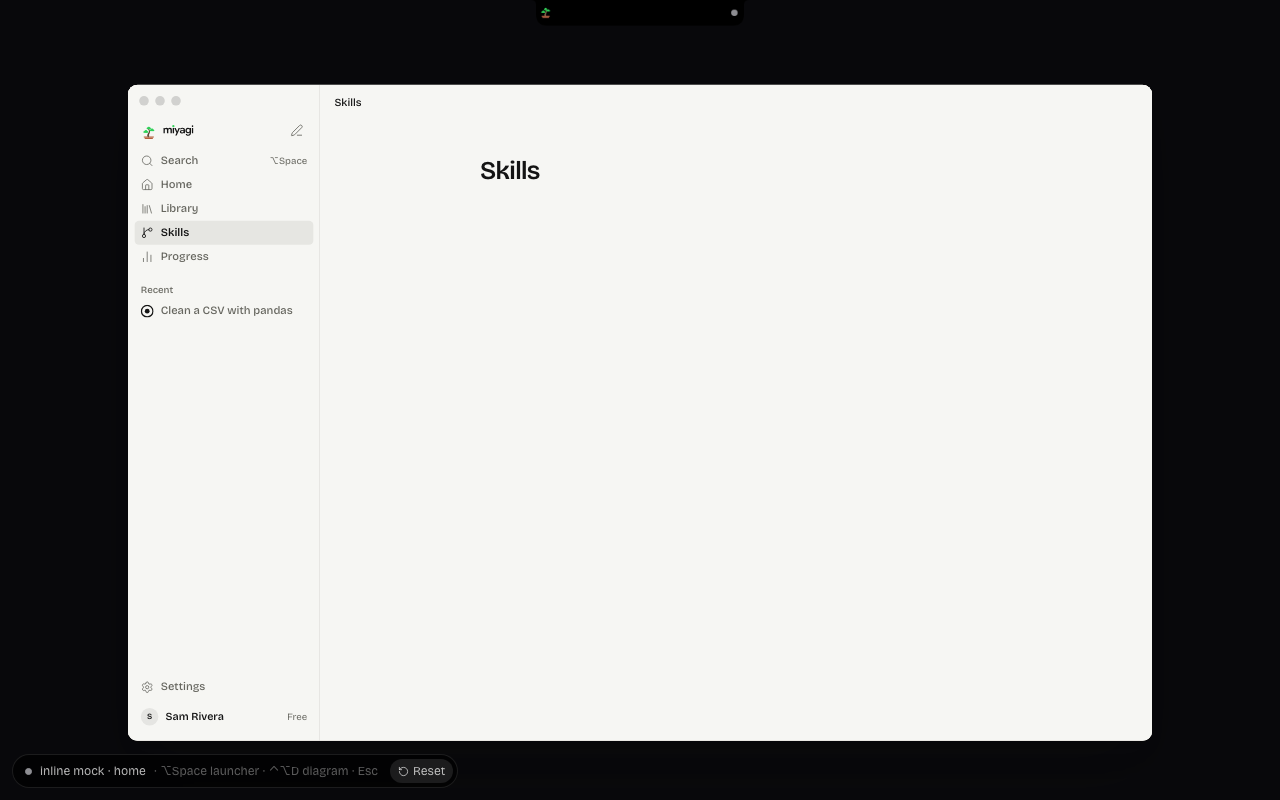 Skills
miyagi
Search ⌥Space
Home
Library
Skills
Progress
Recent
Clean a CSV with pandas
Settings
S Sam Rivera Free
Skills
inline mock · home · ⌥Space launcher · ^⌥D diagram · Esc Reset